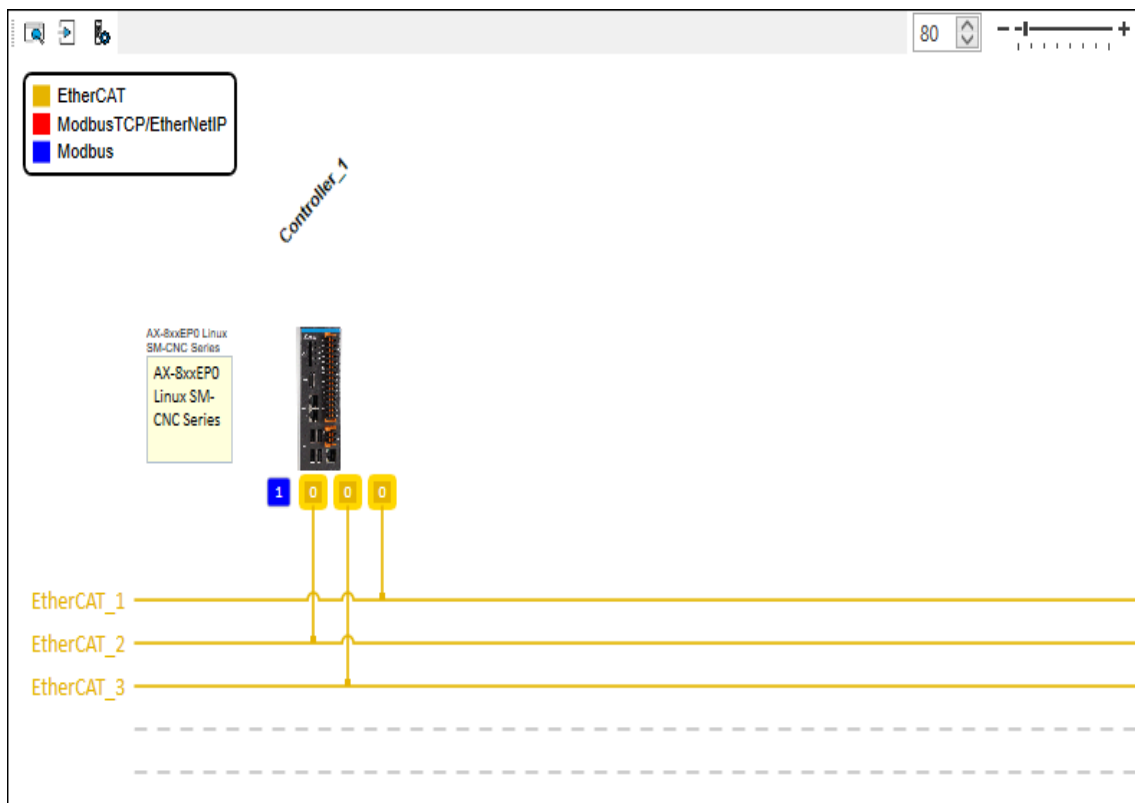 80
EtherCAT
ModbusTCP/EtherNetIP
Modbus
Controller_1
AX-8xxEP0 Linux
SM-CNC Series
AX-8xxEP0
Linux SM-
CNC Series
1 0 0 0
EtherCAT_1
EtherCAT_2
EtherCAT_3